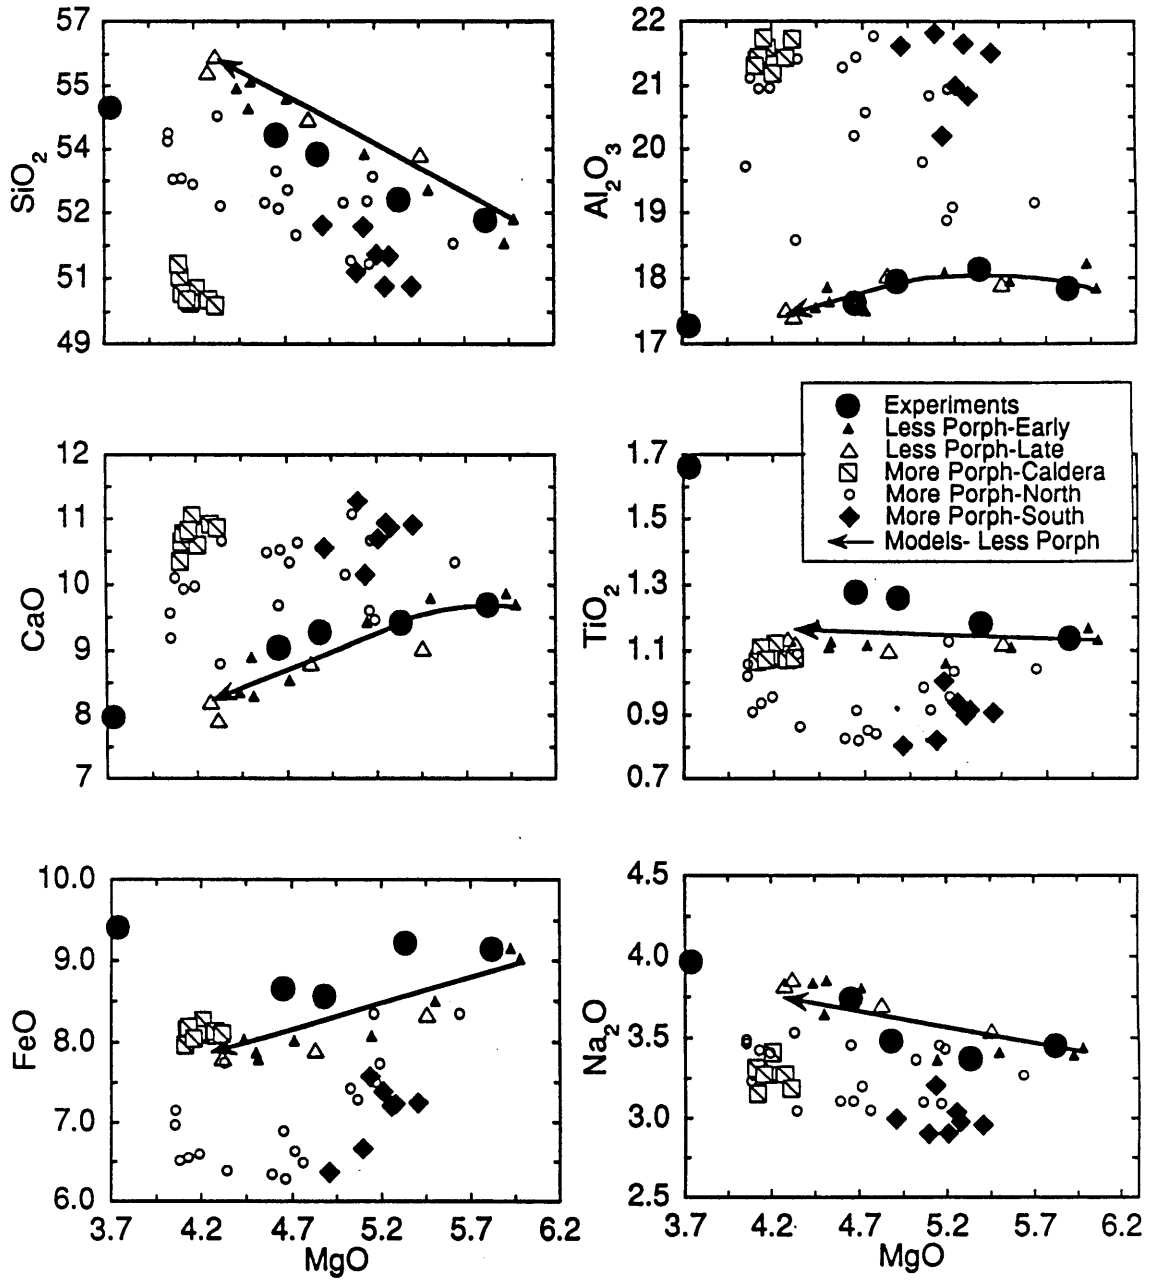 57
55
54
52
51
49
SiO2
22
21
20
19
18
17
Al2O3
Experiments
Less Porph-Early
Less Porph-Late
More Porph-Caldera
More Porph-North
More Porph-South
Models- Less Porph
12
11
10
9
8
7
CaO
1.7
1.5
1.3
1.1
0.9
0.7
TiO2
10.0
9.0
8.0
7.0
6.0
FeO
3.7 4.2 4.7 5.2 5.7 6.2
MgO
4.5
4.0
3.5
3.0
2.5
Na2O
3.7 4.2 4.7 5.2 5.7 6.2
MgO